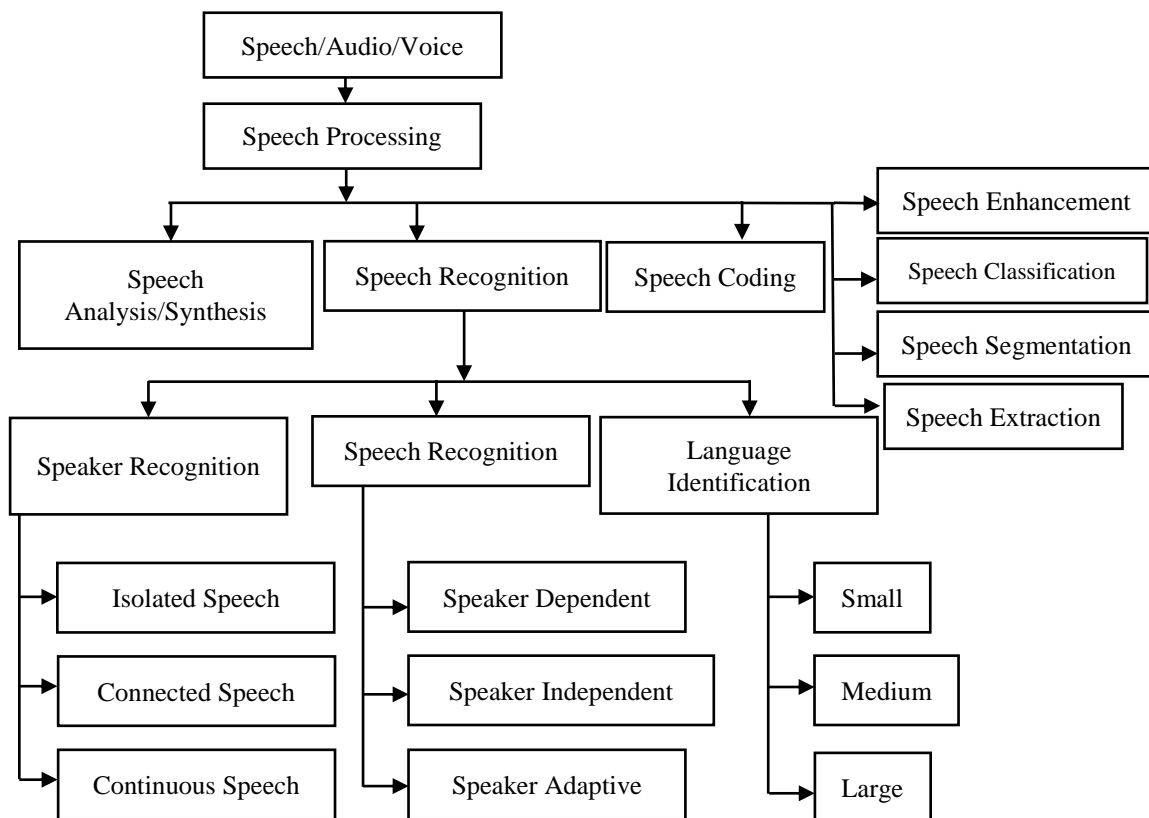 Speech/Audio/Voice
Speech Processing
Speech Enhancement
Speech Classification
Speech Segmentation
Speech Extraction
Speech
Analysis/Synthesis
Speech Recognition
Speech Coding
Speaker Recognition
Speech Recognition
Language
Identification
Isolated Speech
Connected Speech
Continuous Speech
Speaker Dependent
Speaker Independent
Speaker Adaptive
Small
Medium
Large